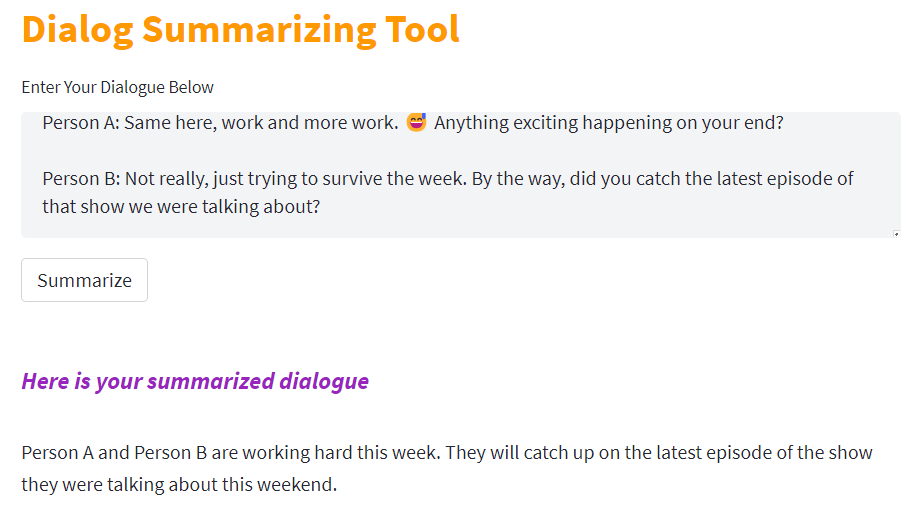 Dialog Summarizing Tool
Enter Your Dialogue Below
Person A: Same here, work and more work. 😅 Anything exciting happening on your end?
Person B: Not really, just trying to survive the week. By the way, did you catch the latest episode of
that show we were talking about?
Summarize
Here is your summarized dialogue
Person A and Person B are working hard this week. They will catch up on the latest episode of the show
they were talking about this weekend.